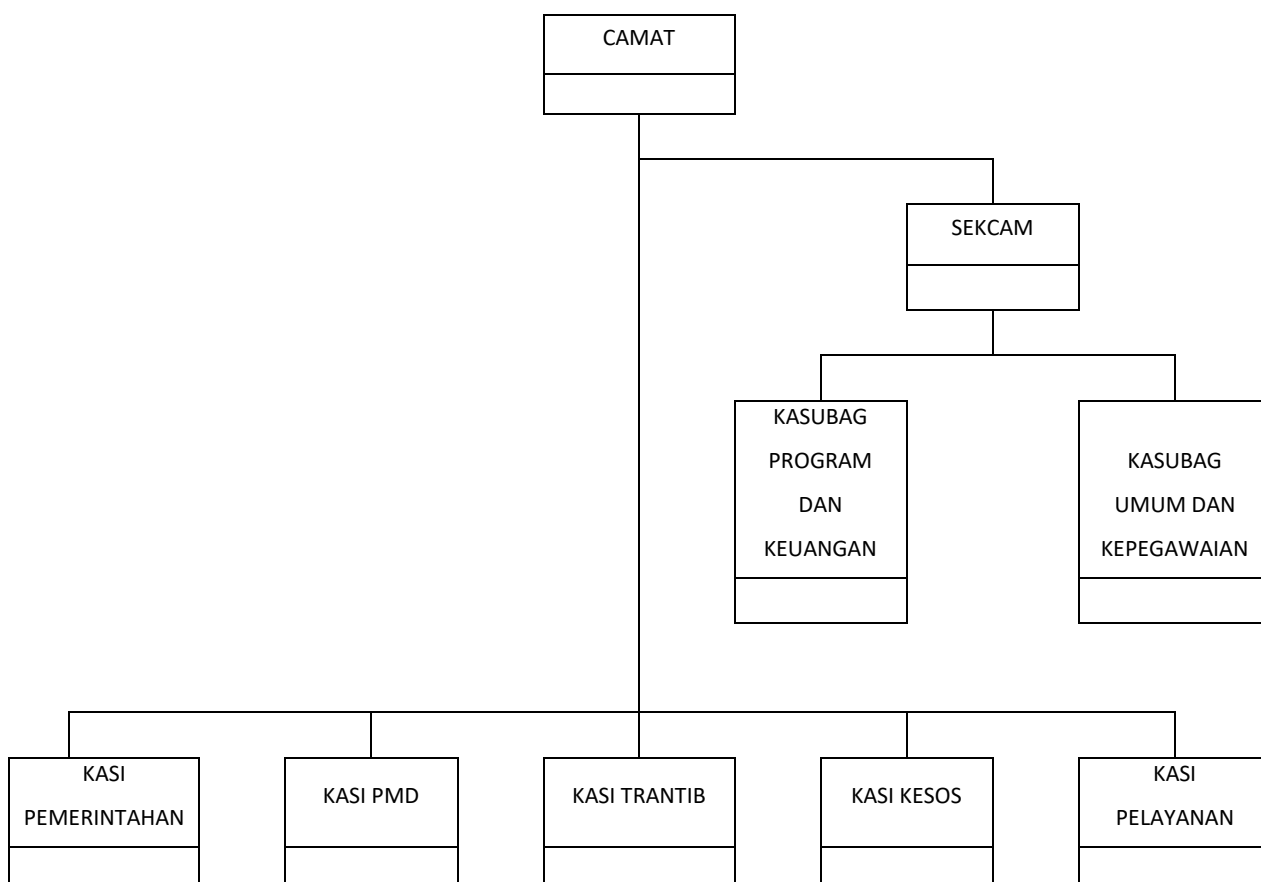 CAMAT
SEKCAM
KASUBAG
PROGRAM
DAN
KEUANGAN
KASUBAG
UMUM DAN
KEPEGAWAIAN
KASI
PEMERINTAHAN
KASI PMD
KASI TRANTIB
KASI KESOS
KASI
PELAYANAN